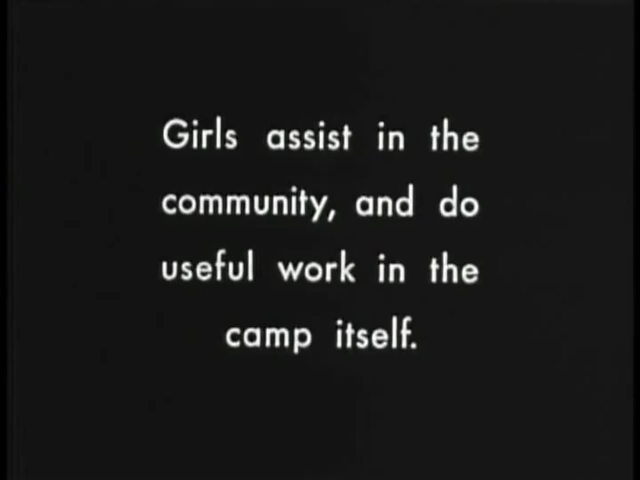 Girls assist in the
community, and do
useful work in the
camp itself.